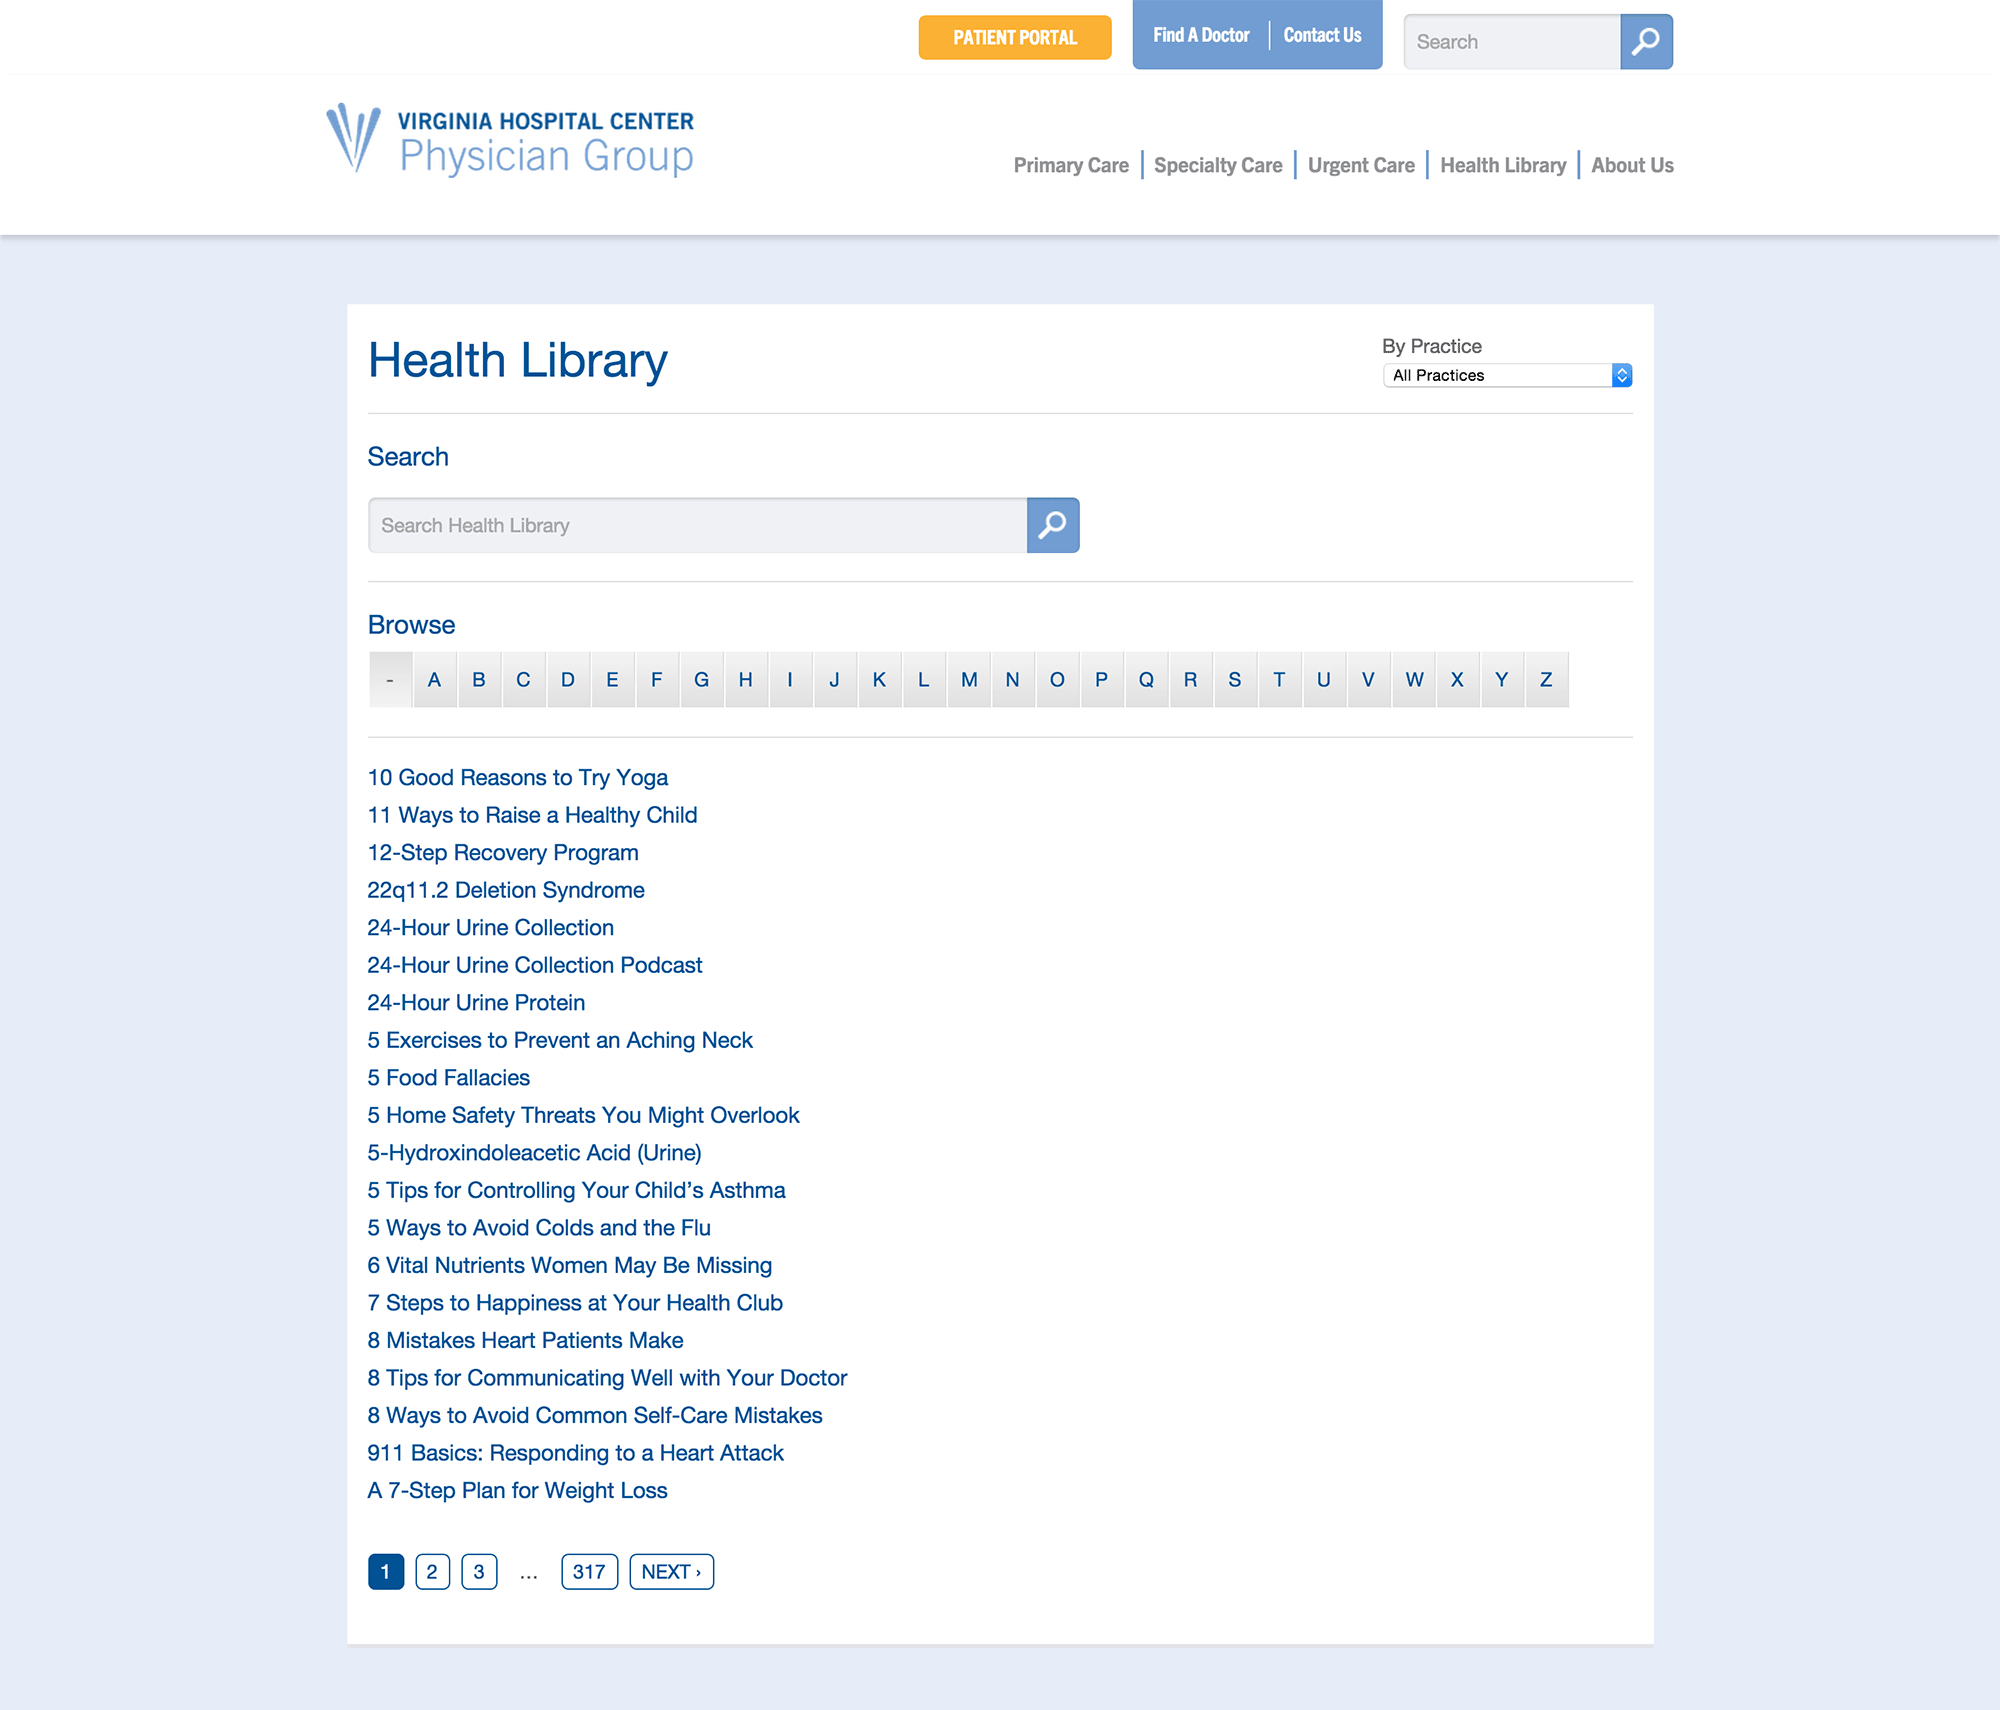 PATIENT PORTAL
Find A Doctor
Contact Us
Search
VIRGINIA HOSPITAL CENTER
Physician Group
Primary Care
Specialty Care
Urgent Care
Health Library
About Us
Health Library
By Practice
All Practices
Search
Search Health Library
Browse
- A B C D E F G H I J K L M N O P Q R S T U V W X Y Z
10 Good Reasons to Try Yoga
11 Ways to Raise a Healthy Child
12-Step Recovery Program
22q11.2 Deletion Syndrome
24-Hour Urine Collection
24-Hour Urine Collection Podcast
24-Hour Urine Protein
5 Exercises to Prevent an Aching Neck
5 Food Fallacies
5 Home Safety Threats You Might Overlook
5-Hydroxindoleacetic Acid (Urine)
5 Tips for Controlling Your Child’s Asthma
5 Ways to Avoid Colds and the Flu
6 Vital Nutrients Women May Be Missing
7 Steps to Happiness at Your Health Club
8 Mistakes Heart Patients Make
8 Tips for Communicating Well with Your Doctor
8 Ways to Avoid Common Self-Care Mistakes
911 Basics: Responding to a Heart Attack
A 7-Step Plan for Weight Loss
1 2 3 ... 317 NEXT ›